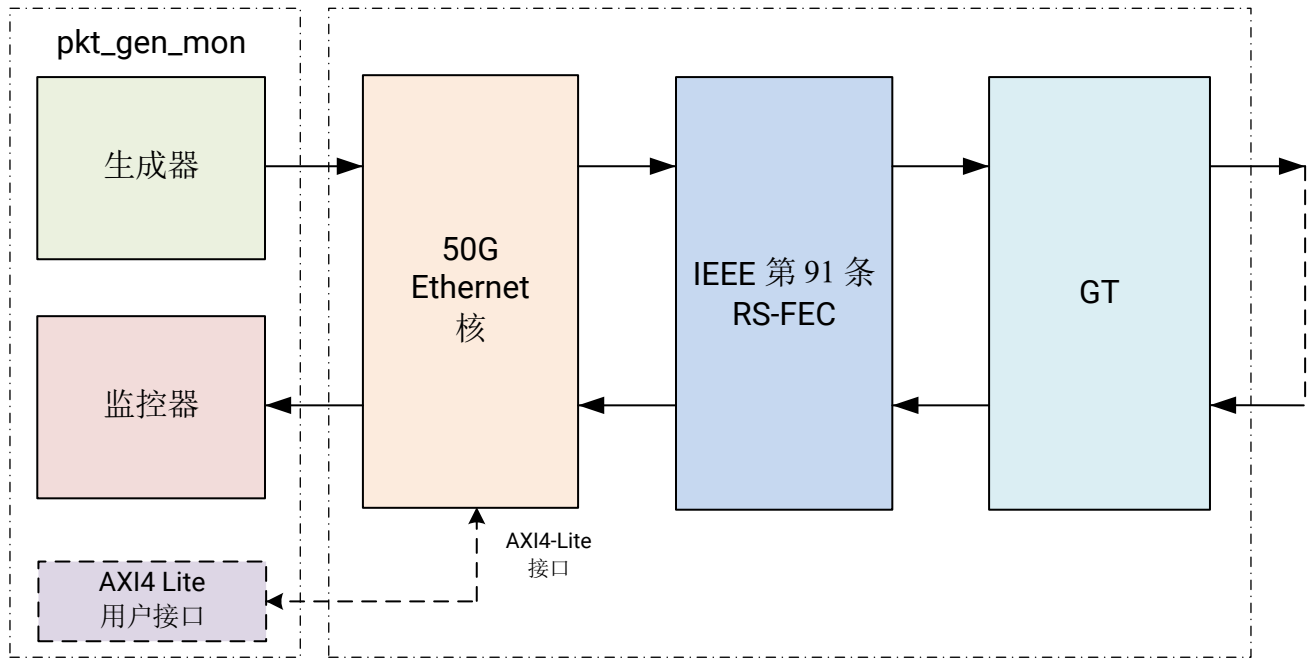 pkt_gen_mon
生成器
监控器
AXI4 Lite
用户接口
50G
Ethernet
核
AXI4-Lite
接口
IEEE 第 91 条
RS-FEC
GT